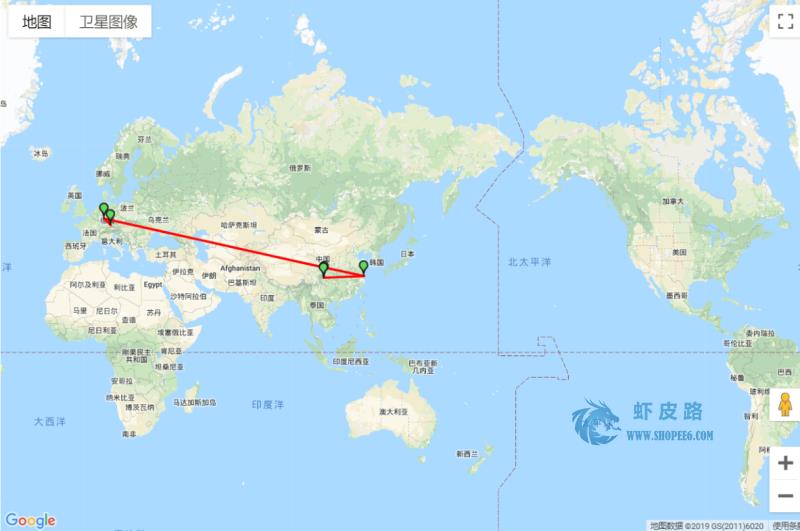 地图
卫星图像
冰岛
芬兰
瑞典
挪威
俄罗斯
英国
波兰
乌克兰
法国
哈萨克斯坦
蒙古
加拿大
西班牙
意大利
土耳其
中国
韩国
日本
北太平洋
美国
洋
伊拉克
伊朗
Afghanistan
阿尔及利亚
利比亚
Egypt
巴基斯坦
沙特阿拉伯
印度
墨西哥
马里
尼日尔
苏丹
泰国
乍得
尼日利亚
埃塞俄比亚
委内瑞拉
哥伦比亚
刚果民主
共和国
肯尼亚
坦桑尼亚
印度尼西亚
巴布亚新
几内亚
秘鲁
巴西
安哥拉
玻利维
纳米比亚
博茨瓦纳
马达加斯加岛
印度洋
澳大利亚
大西洋
南非
智利
新西兰
虾皮路
WWW.SHOPEE6.COM
Google
地图数据 ©2019 GS(2011)6020
使用条款